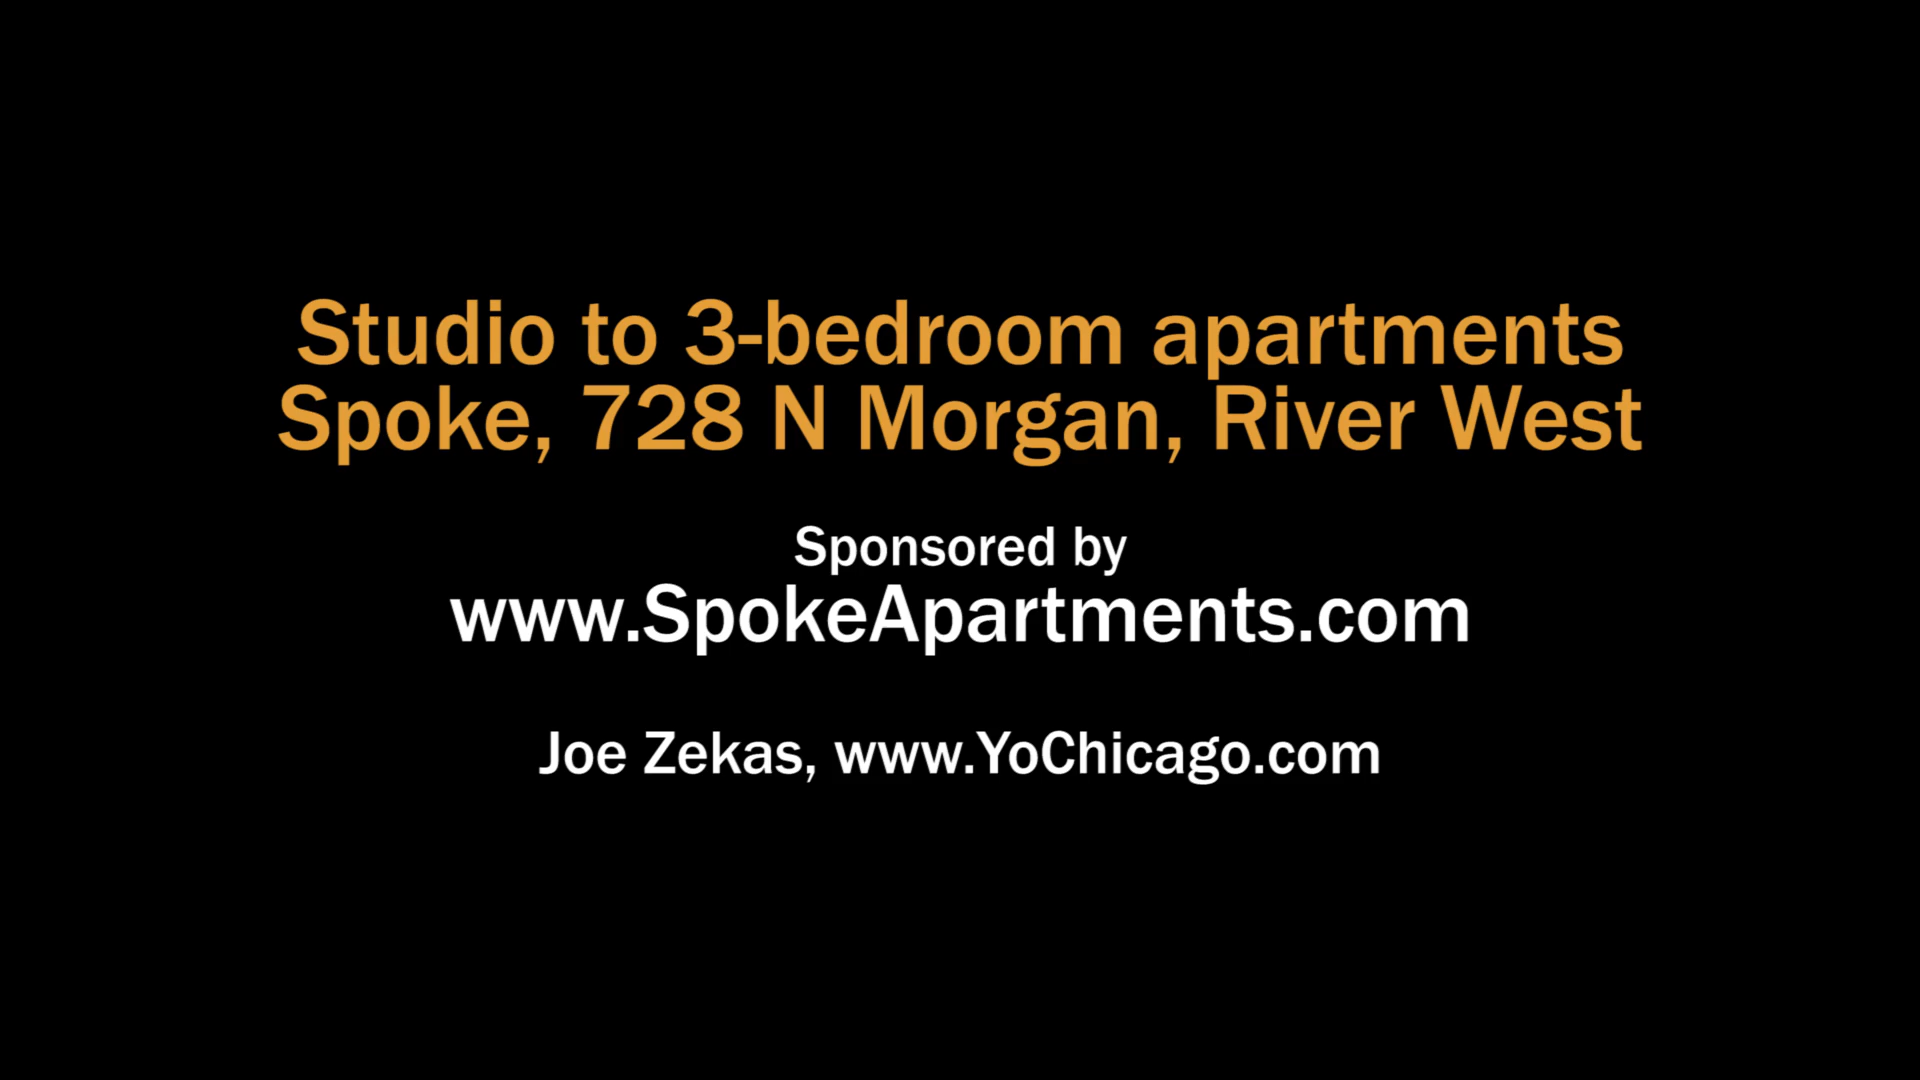 Studio to 3-bedroom apartments
Spoke, 728 N Morgan, River West
Sponsored by
www.SpokeApartments.com
Joe Zekas, www.YoChicago.com